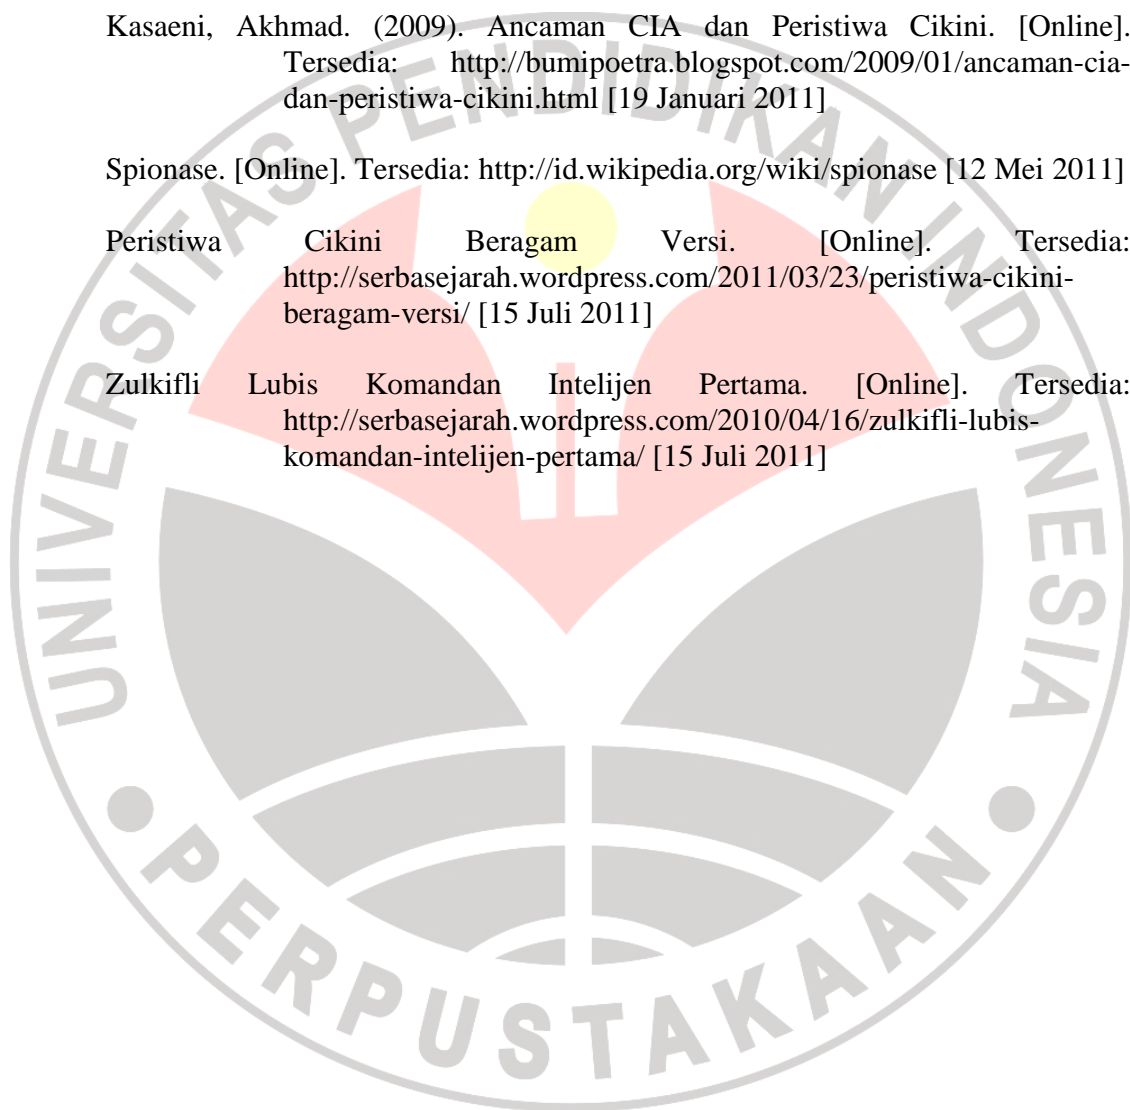 Kasaeni, Akhmad. (2009). Ancaman CIA dan Peristiwa Cikini. [Online].
Tersedia: http://bumipoetra.blogspot.com/2009/01/ancaman-cia-
dan-peristiwa-cikini.html [19 Januari 2011]
Spionase. [Online]. Tersedia: http://id.wikipedia.org/wiki/spionase [12 Mei 2011]
Peristiwa Cikini Beragam Versi. [Online]. Tersedia:
http://serbasejarah.wordpress.com/2011/03/23/peristiwa-cikini-
beragam-versi/ [15 Juli 2011]
Zulkifli Lubis Komandan Intelijen Pertama. [Online]. Tersedia:
http://serbasejarah.wordpress.com/2010/04/16/zulkifli-lubis-
komandan-intelijen-pertama/ [15 Juli 2011]
UNIVERSITAS PENDIDIKAN INDONESIA
PERPUSTAKAAN